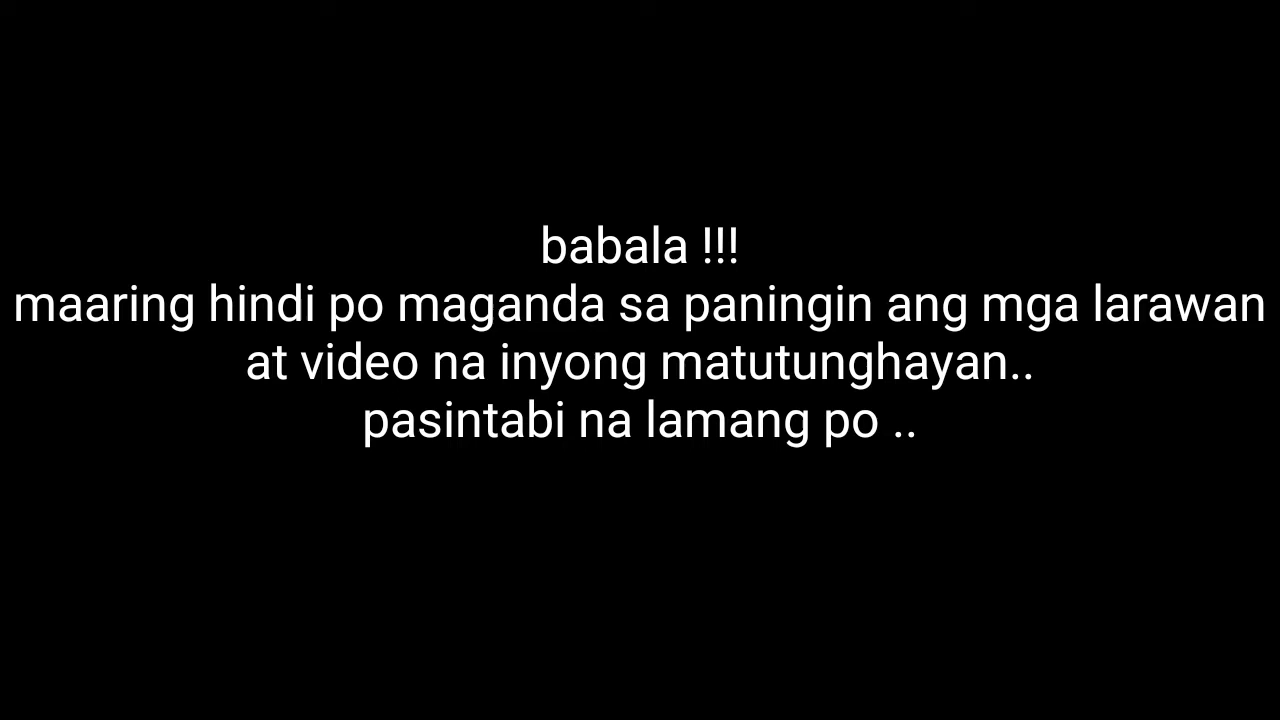 babala !!!
maaring hindi po maganda sa paningin ang mga larawan
at video na inyong matutunghayan..
pasintabi na lamang po ..